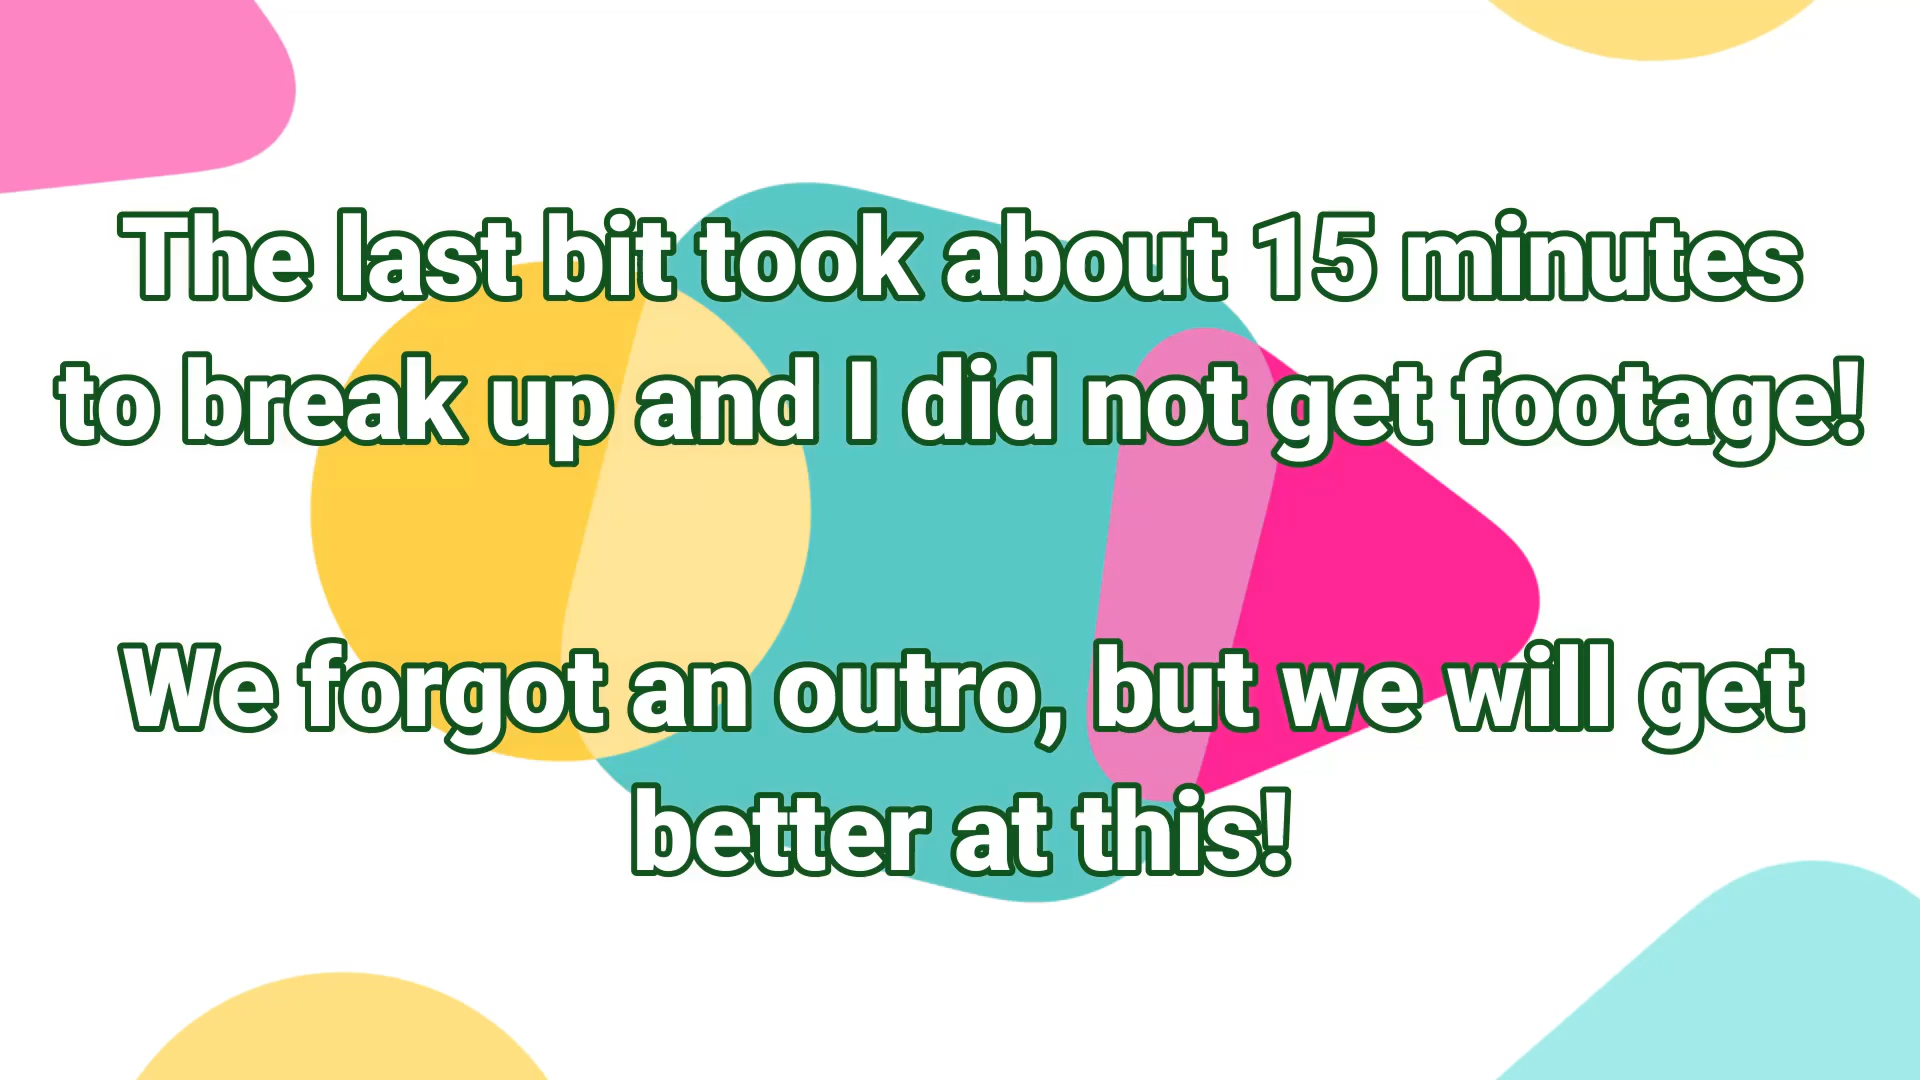 The last bit took about 15 minutes
to break up and I did not get footage!
We forgot an outro, but we will get
better at this!